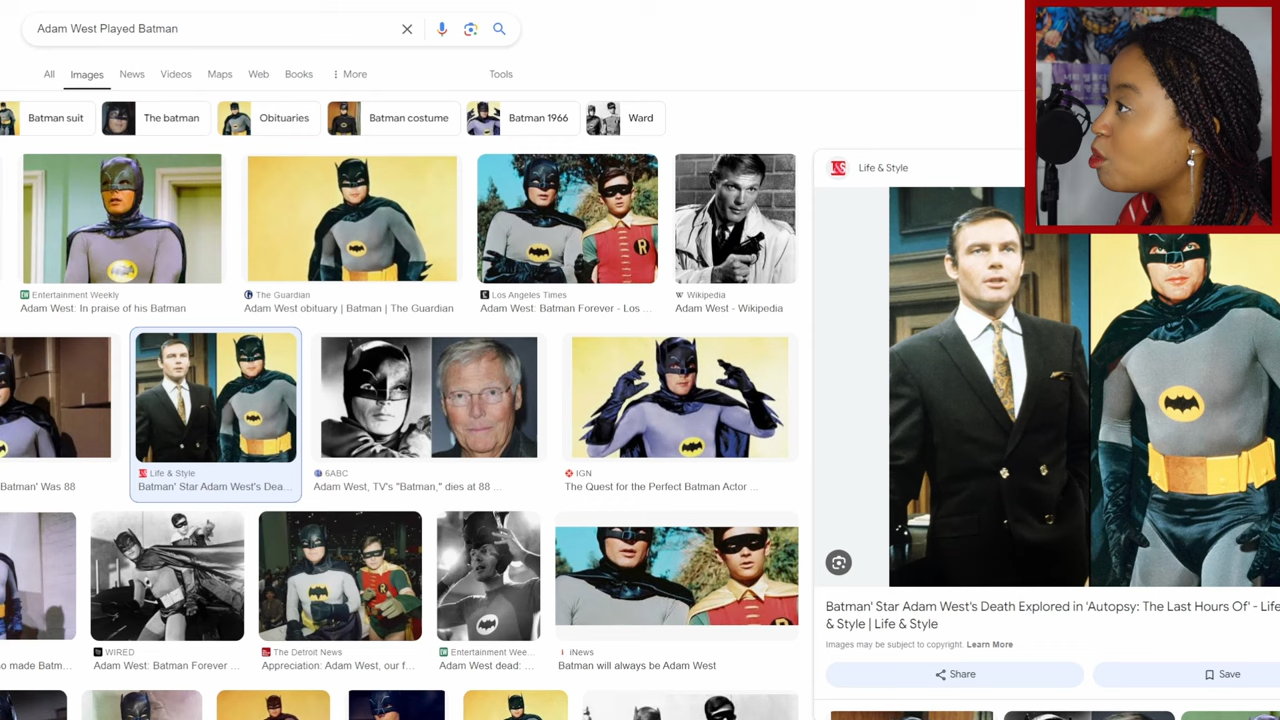 Adam West Played Batman
All Images News Videos Maps Web Books More Tools
Batman suit The batman Obituaries Batman costume Batman 1966 Ward
Entertainment Weekly
Adam West: In praise of his Batman
The Guardian
Adam West obituary | Batman | The Guardian
Los Angeles Times
Adam West: Batman Forever - Los ...
W Wikipedia
Adam West - Wikipedia
R
Batman' Was 88
Life & Style
Batman' Star Adam West's Dea...
6ABC
Adam West, TV's "Batman," dies at 88 ...
IGN
The Quest for the Perfect Batman Actor ...
o made Batm...
WIRED
Adam West: Batman Forever ...
The Detroit News
Appreciation: Adam West, our f...
Entertainment Wee...
Adam West dead: ...
iNews
Batman will always be Adam West
Life & Style
Batman' Star Adam West's Death Explored in 'Autopsy: The Last Hours Of' - Life
& Style | Life & Style
Images may be subject to copyright. Learn More
Share
Save